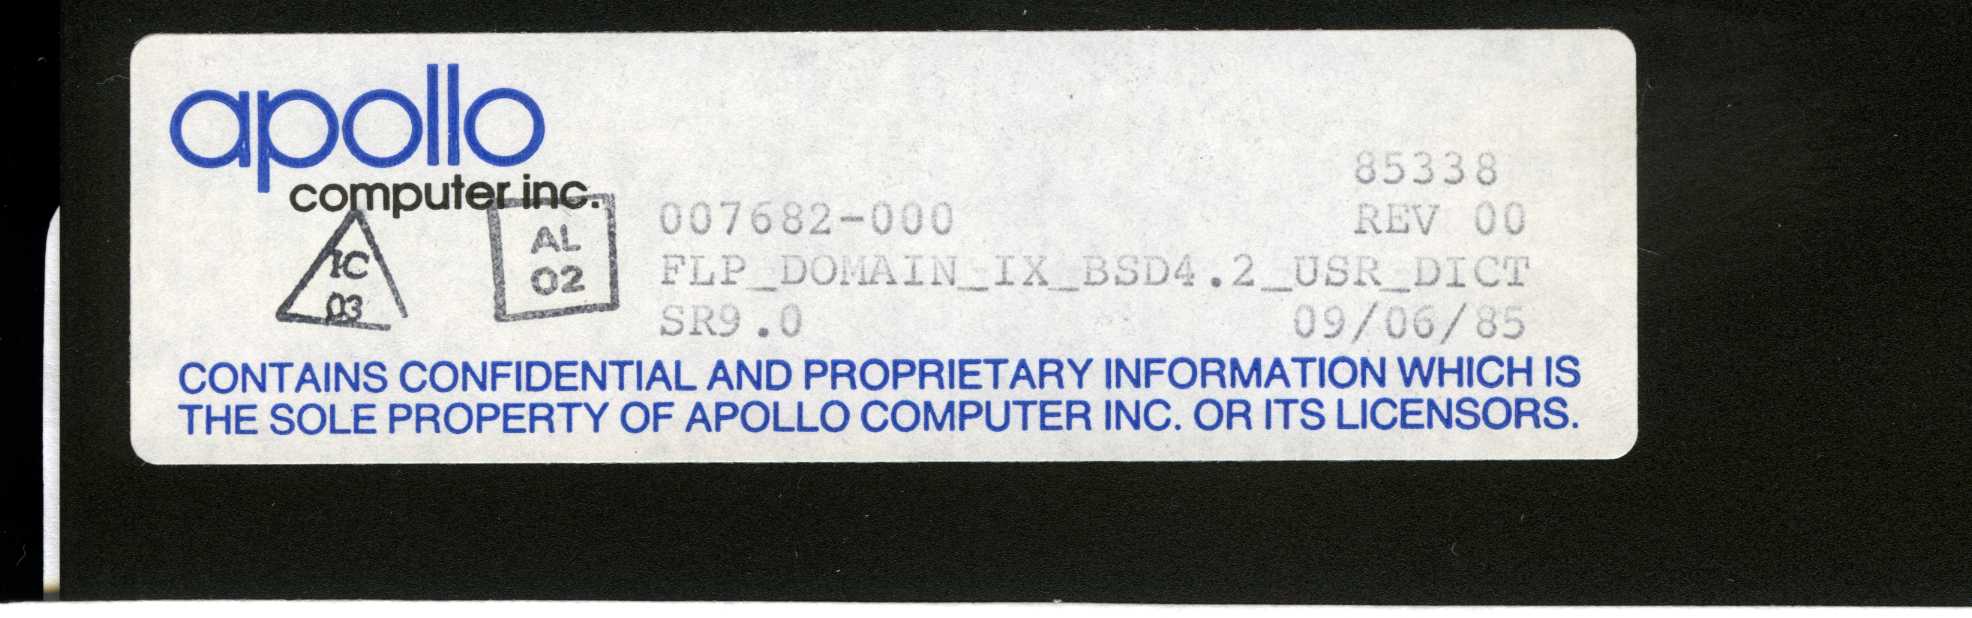 apollo
computer inc.
85338
007682-000 REV 00
FLP_DOMAIN_IX_BSD4.2_USR_DICT
SR9.0 09/06/85
IC
03
AL
02
CONTAINS CONFIDENTIAL AND PROPRIETARY INFORMATION WHICH IS
THE SOLE PROPERTY OF APOLLO COMPUTER INC. OR ITS LICENSORS.